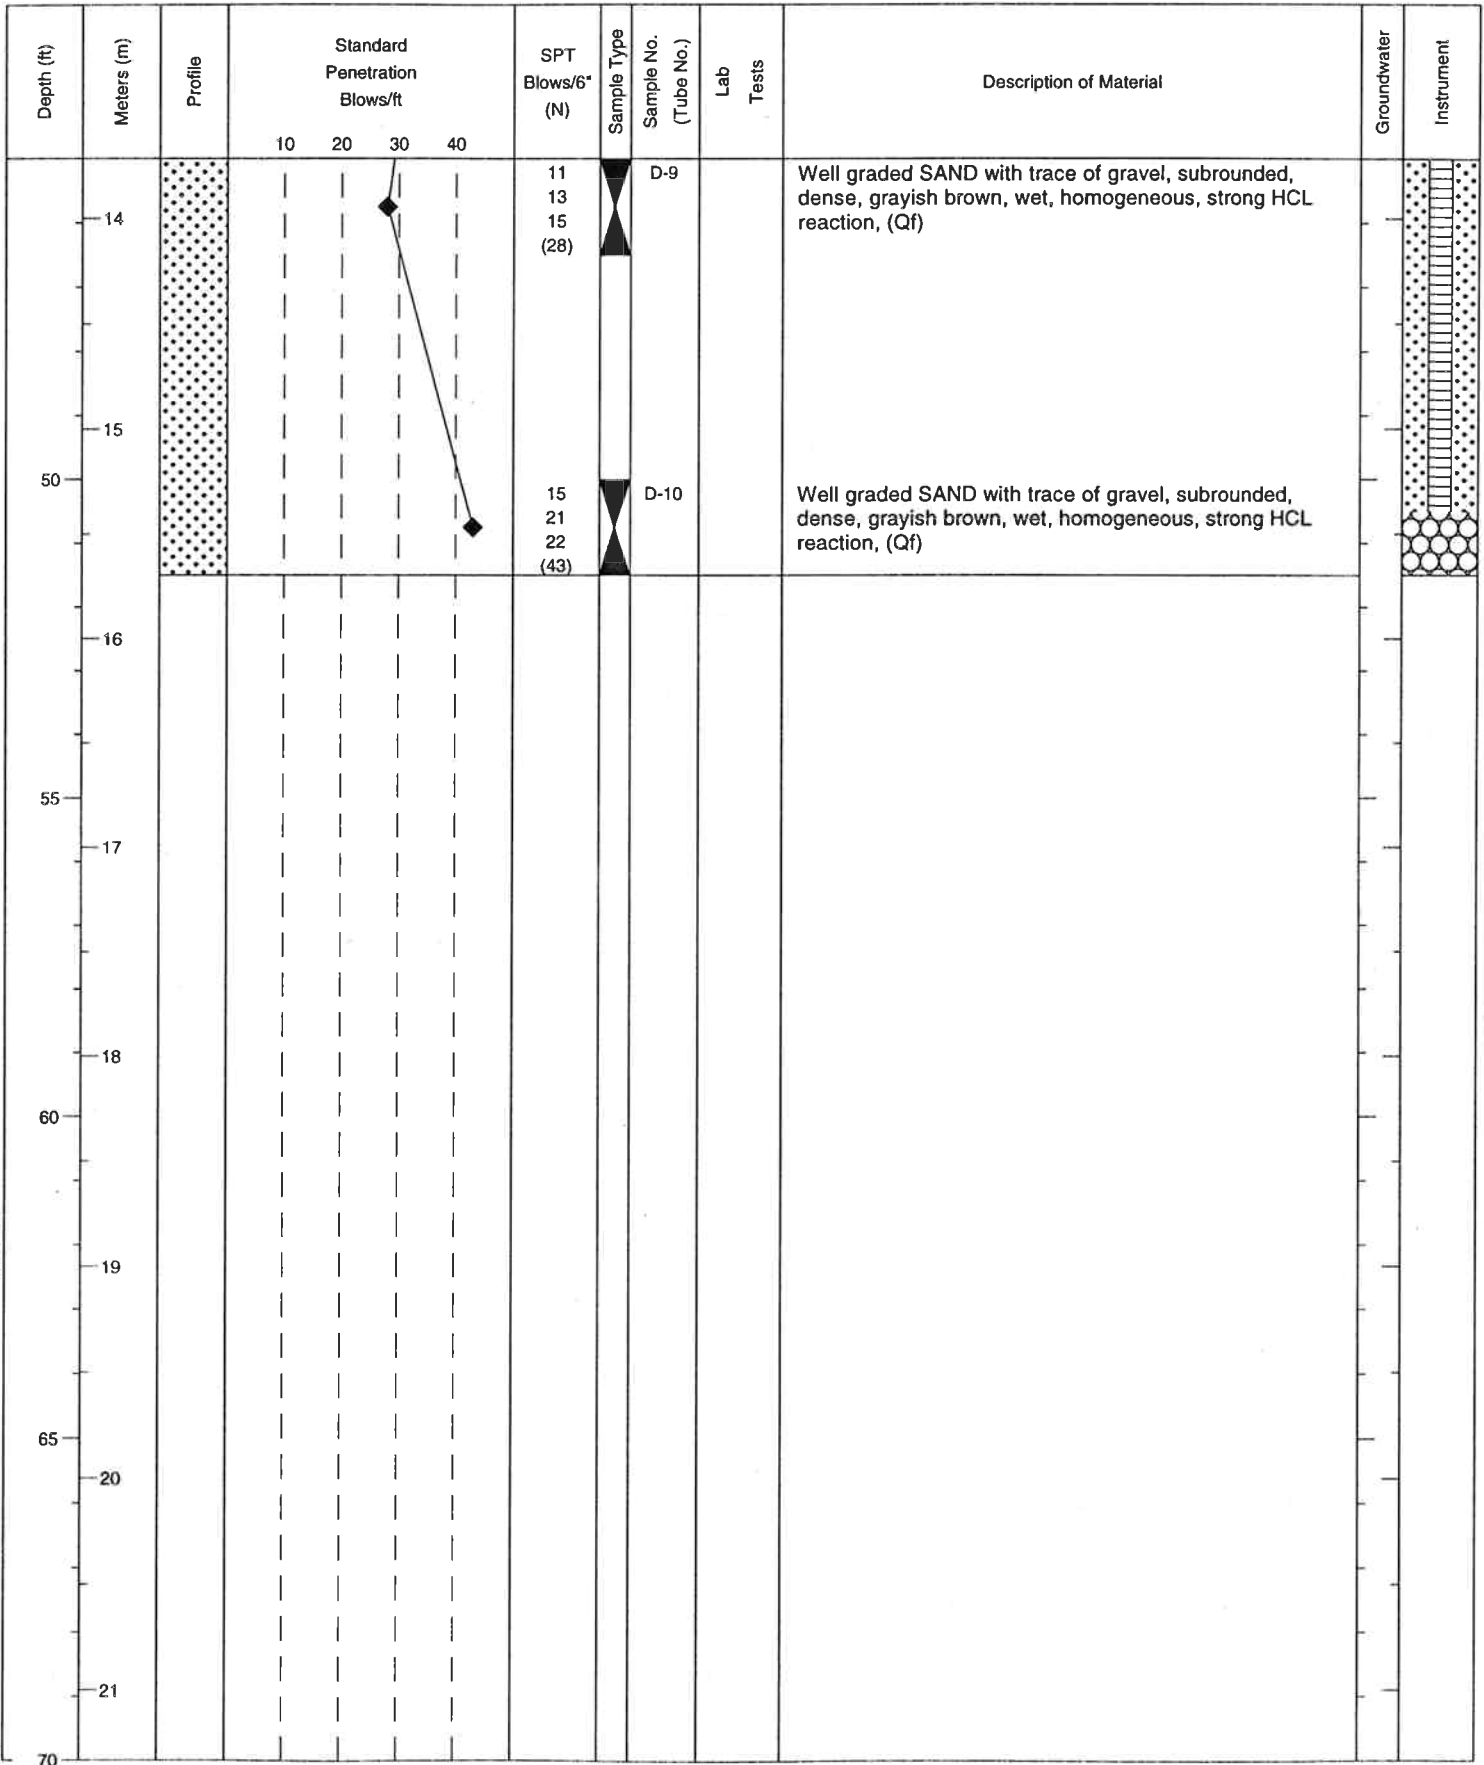 Depth (ft)
Meters (m)
Profile
Standard
Penetration
Blows/ft
10 20 30 40
SPT
Blows/6"
(N)
Sample Type
Sample No.
(Tube No.)
Lab
Tests
Description of Material
Groundwater
Instrument
11
13
15
(28)
D-9
Well graded SAND with trace of gravel, subrounded,
dense, grayish brown, wet, homogeneous, strong HCL
reaction, (Qf)
14
15
50
15
21
22
(43)
D-10
Well graded SAND with trace of gravel, subrounded,
dense, grayish brown, wet, homogeneous, strong HCL
reaction, (Qf)
16
55
17
18
60
19
65
20
21
70